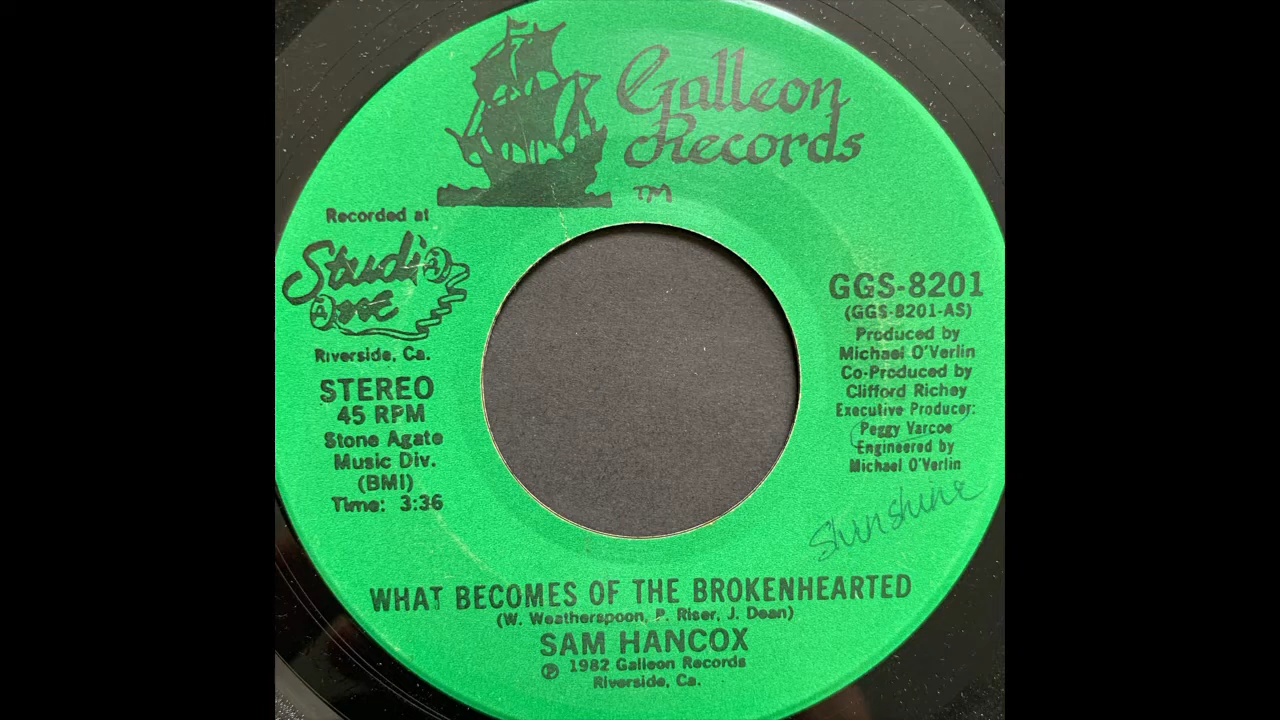 Galleon
Records
TM
Recorded at
Studio
One
Riverside, Ca.
STEREO
45 RPM
Stone Agate
Music Div.
(BMI)
Time: 3:36
GGS-8201
(GGS-8201-AS)
Produced by
Michael O'Verlin
Co-Produced by
Clifford Richey
Executive Producer:
Peggy Varcoe
Engineered by
Michael O'Verlin
Shinshine
WHAT BECOMES OF THE BROKENHEARTED
(W. Weatherspoon, P. Riser, J. Dean)
SAM HANCOX
℗ 1982 Galleon Records
Riverside, Ca.